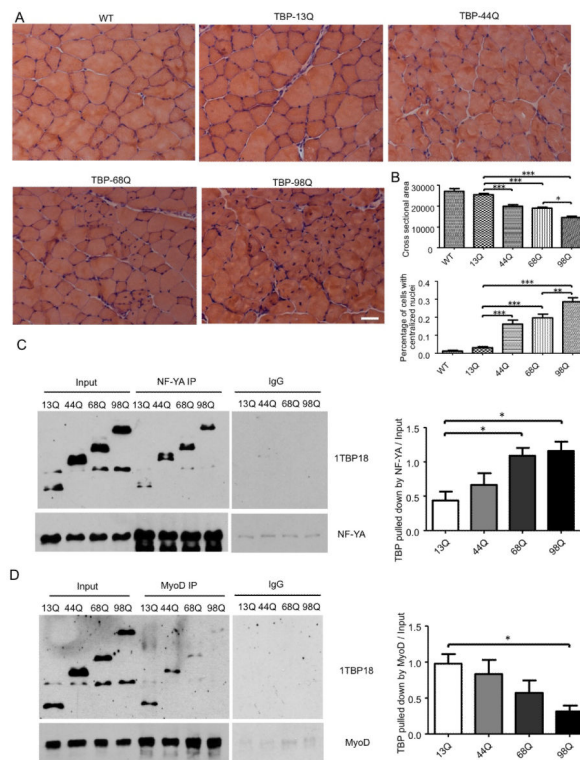 A
WT
TBP-13Q
TBP-44Q
TBP-68Q
TBP-98Q
B
Cross sectional area
30000
20000
10000
0
WT
13Q
44Q
68Q
98Q
***
***
***
*
Percentage of cells with
centralized nuclei
0.4
0.3
0.2
0.1
0.0
WT
13Q
44Q
68Q
98Q
***
***
***
**
C
Input
NF-YA IP
IgG
13Q 44Q 68Q 98Q 13Q 44Q 68Q 98Q
13Q 44Q 68Q 98Q
1TBP18
NF-YA
TBP pulled down by NF-YA / Input
1.5
1.0
0.5
0.0
13Q
44Q
68Q
98Q
*
*
D
Input
MyoD IP
IgG
13Q 44Q 68Q 98Q 13Q 44Q 68Q 98Q
13Q 44Q 68Q 98Q
1TBP18
MyoD
TBP pulled down by MyoD / Input
1.5
1.0
0.5
0.0
13Q
44Q
68Q
98Q
*